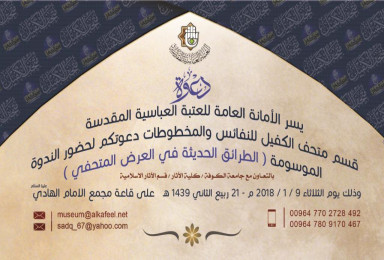 دعوة
يسر الأمانة العامة للعتبة العباسية المقدسة
قسم متحف الكفيل للنفائس والمخطوطات دعوتكم لحضور الندوة
الموسومة ( الطرائق الحديثة في العرض المتحفي )
بالتعاون مع جامعة الكوفة / كلية الآثار / قسم الآثار الاسلامية
وذلك يوم الثلاثاء 9 / 1 / 2018 م - 21 ربيع الثاني 1439 هـ على قاعة مجمع الامام الهادي
museum@alkafeel.net
00964 770 2728 492
sadq_67@yahoo.com
00964 780 9170 467